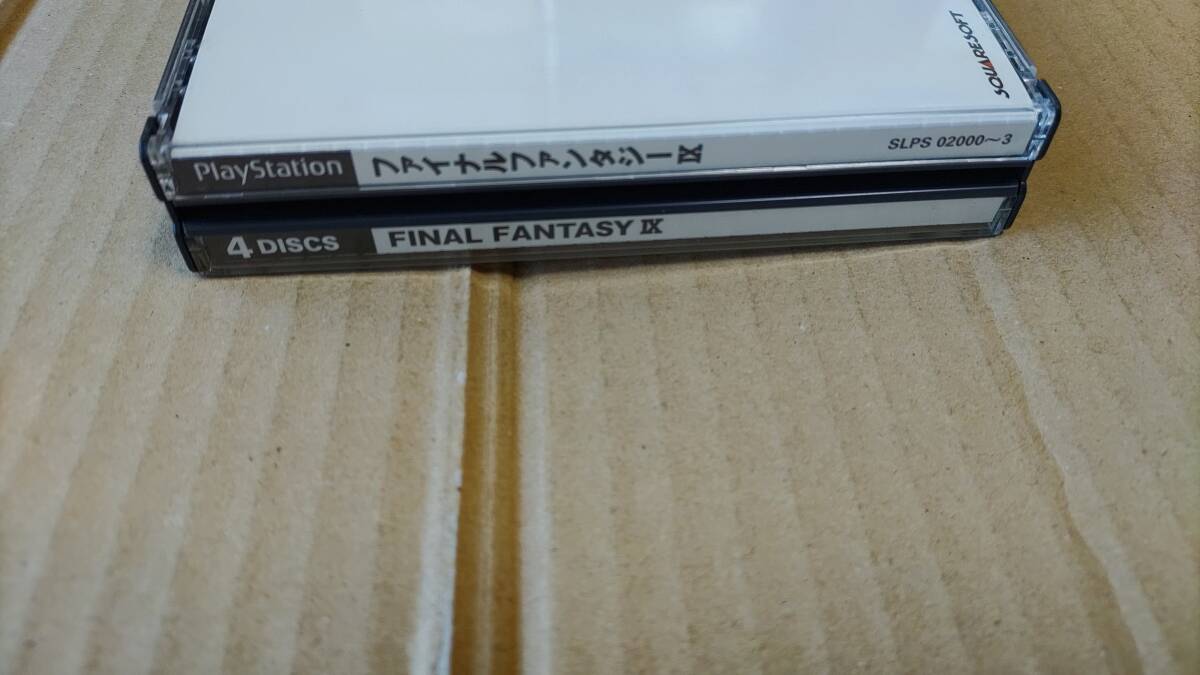 SQUARESOFT
PlayStation ファイナルファンタジーIX SLPS 02000〜3
4 DISCS FINAL FANTASY IX